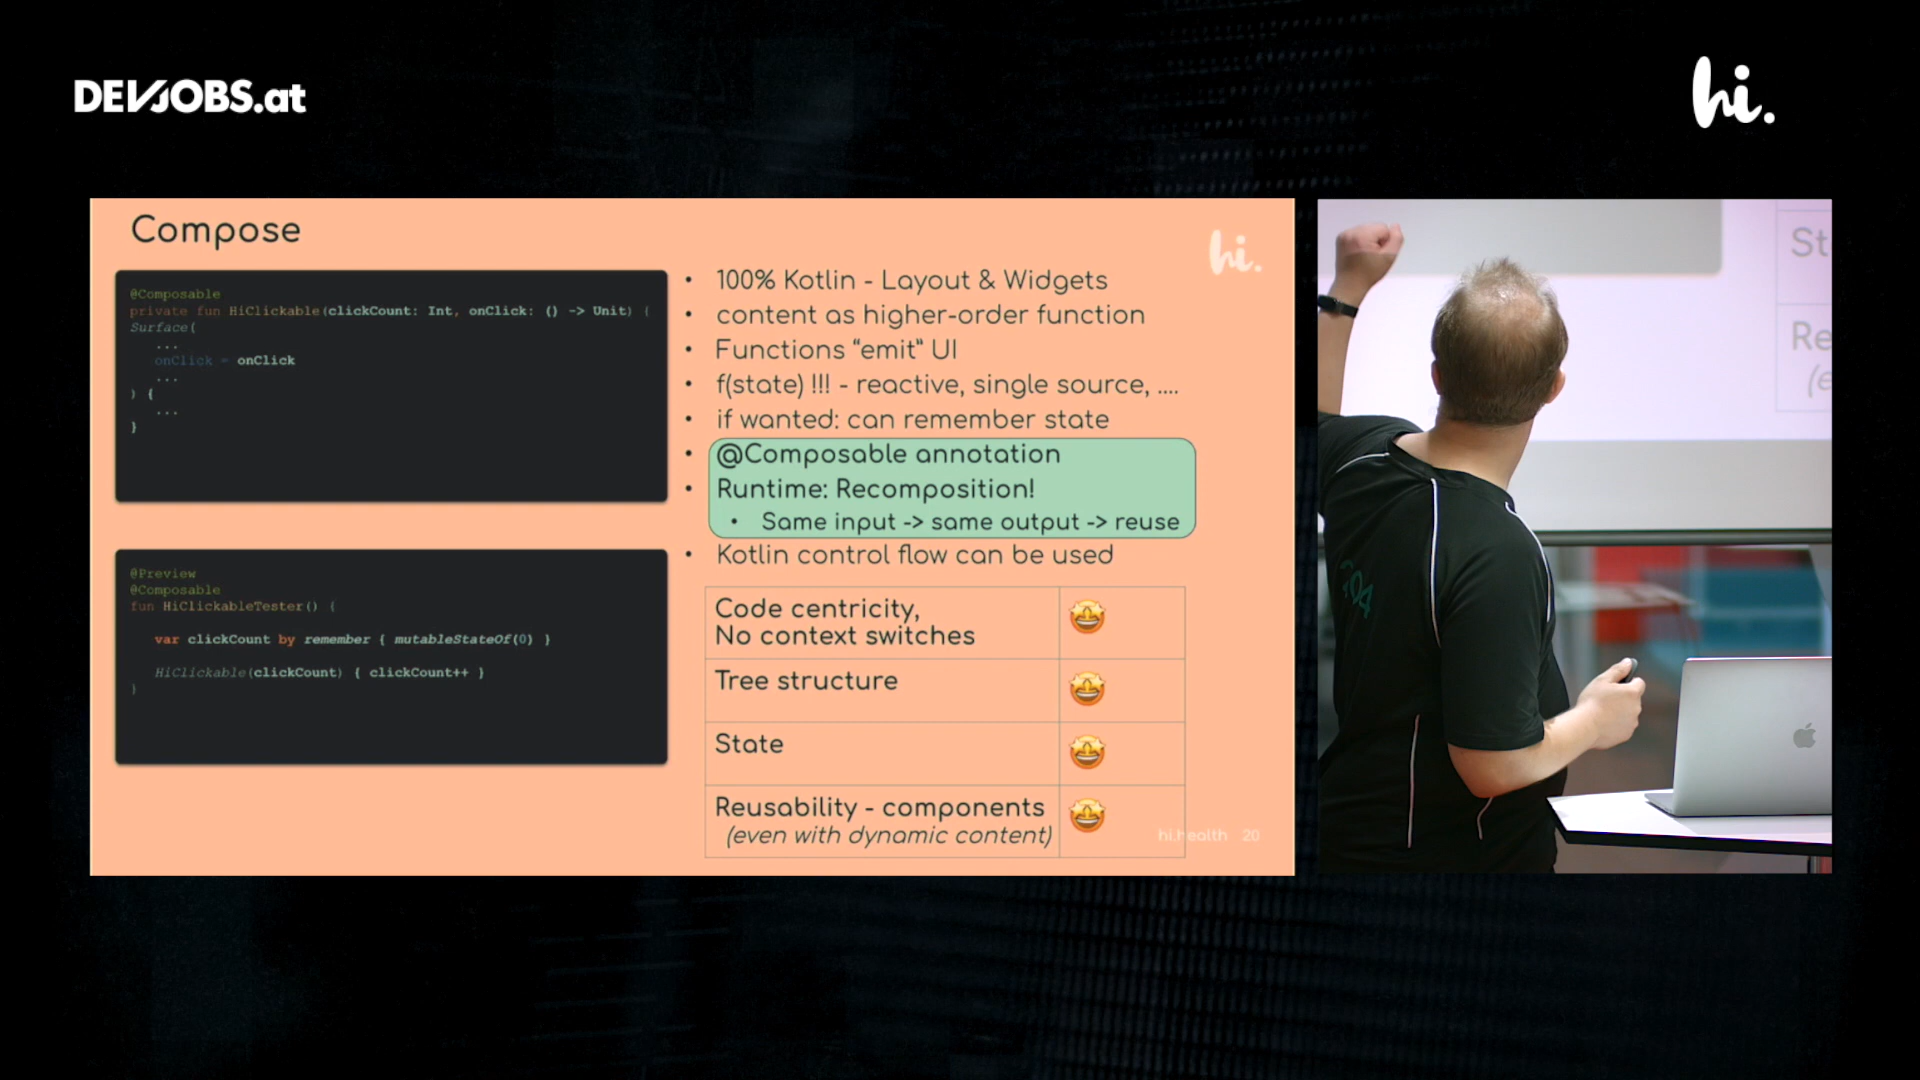 DEVJOBS.at
hi.
Compose
hi.
@Composable
private fun HiClickable(clickCount: Int, onClick: () -> Unit) {
Surface(
...
onClick = onClick
...
) {
...
}
@Preview
@Composable
fun HiClickableTester() {
var clickCount by remember { mutableStateOf(0) }
HiClickable(clickCount) { clickCount++ }
}
• 100% Kotlin - Layout & Widgets
• content as higher-order function
• Functions “emit” UI
• f(state) !!! - reactive, single source, ....
• if wanted: can remember state
• @Composable annotation
• Runtime: Recomposition!
• Same input -> same output -> reuse
• Kotlin control flow can be used
Code centricity,
No context switches
Tree structure
State
Reusability - components
(even with dynamic content)
hi.health 20
St
Re
(e